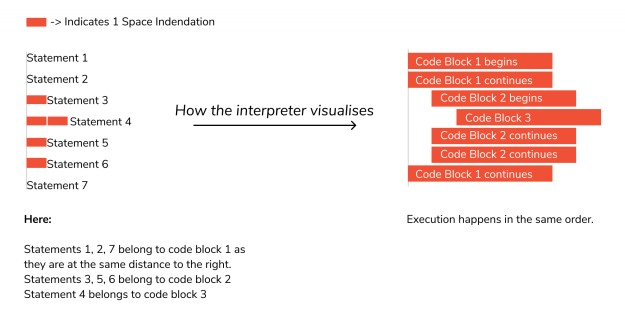 -> Indicates 1 Space Indendation
Statement 1
Statement 2
Statement 3
Statement 4
Statement 5
Statement 6
Statement 7
How the interpreter visualises
Code Block 1 begins
Code Block 1 continues
Code Block 2 begins
Code Block 3
Code Block 2 continues
Code Block 2 continues
Code Block 1 continues
Here:
Statements 1, 2, 7 belong to code block 1 as
they are at the same distance to the right.
Statements 3, 5, 6 belong to code block 2
Statement 4 belongs to code block 3
Execution happens in the same order.